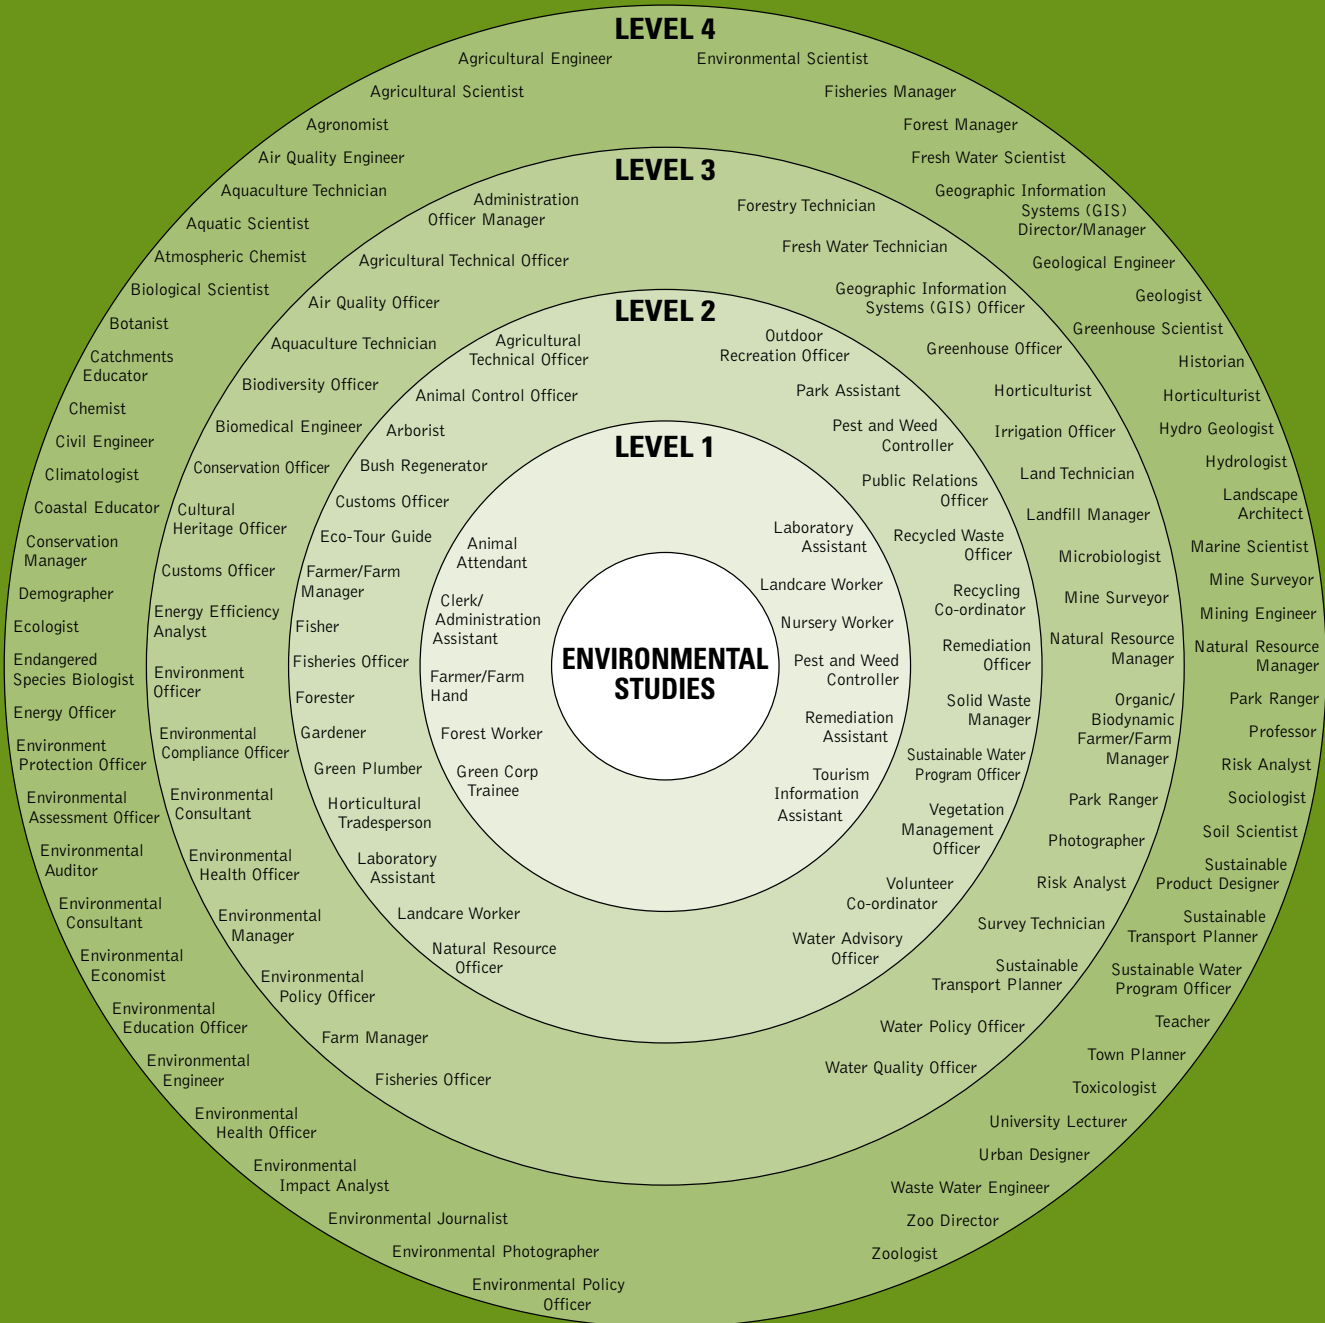 LEVEL 4
Agricultural Engineer
Agricultural Scientist
Agronomist
Air Quality Engineer
Aquaculture Technician
Aquatic Scientist
Atmospheric Chemist
Biological Scientist
Botanist
Catchments
Educator
Chemist
Civil Engineer
Climatologist
Coastal Educator
Conservation
Manager
Demographer
Ecologist
Endangered
Species Biologist
Energy Officer
Environment
Protection Officer
Environmental
Assessment Officer
Environmental
Auditor
Environmental
Consultant
Environmental
Economist
Environmental
Education Officer
Environmental
Engineer
Environmental
Health Officer
Environmental
Impact Analyst
Environmental Journalist
Environmental Photographer
Environmental Policy
Officer
Environmental Scientist
Fisheries Manager
Forest Manager
Fresh Water Scientist
Geographic Information
Systems (GIS)
Director/Manager
Geological Engineer
Geologist
Greenhouse Scientist
Historian
Horticulturist
Hydro Geologist
Hydrologist
Landscape
Architect
Marine Scientist
Mine Surveyor
Mining Engineer
Natural Resource
Manager
Park Ranger
Professor
Risk Analyst
Sociologist
Soil Scientist
Sustainable
Product Designer
Sustainable
Transport Planner
Sustainable Water
Program Officer
Teacher
Town Planner
Toxicologist
University Lecturer
Urban Designer
Waste Water Engineer
Zoo Director
Zoologist
LEVEL 3
Administration
Officer Manager
Agricultural Technical Officer
Air Quality Officer
Aquaculture Technician
Biodiversity Officer
Biomedical Engineer
Conservation Officer
Cultural
Heritage Officer
Customs Officer
Energy Efficiency
Analyst
Environment
Officer
Environmental
Compliance Officer
Environmental
Consultant
Environmental
Health Officer
Environmental
Manager
Environmental
Policy Officer
Farm Manager
Fisheries Officer
Forestry Technician
Fresh Water Technician
Geographic Information
Systems (GIS) Officer
Greenhouse Officer
Horticulturist
Irrigation Officer
Land Technician
Landfill Manager
Microbiologist
Mine Surveyor
Natural Resource
Manager
Organic/
Biodynamic
Farmer/Farm
Manager
Park Ranger
Photographer
Risk Analyst
Survey Technician
Sustainable
Transport Planner
Water Policy Officer
Water Quality Officer
LEVEL 2
Agricultural
Technical Officer
Animal Control Officer
Arborist
Bush Regenerator
Customs Officer
Eco-Tour Guide
Farmer/Farm
Manager
Fisher
Fisheries Officer
Forester
Gardener
Green Plumber
Horticultural
Tradesperson
Laboratory
Assistant
Landcare Worker
Natural Resource
Officer
Outdoor
Recreation Officer
Park Assistant
Pest and Weed
Controller
Public Relations
Officer
Recycled Waste
Officer
Recycling
Co-ordinator
Remediation
Officer
Solid Waste
Manager
Sustainable Water
Program Officer
Vegetation
Management
Officer
Volunteer
Co-ordinator
Water Advisory
Officer
LEVEL 1
Animal
Attendant
Clerk/
Administration
Assistant
Farmer/Farm
Hand
Forest Worker
Green Corp
Trainee
Laboratory
Assistant
Landcare Worker
Nursery Worker
Pest and Weed
Controller
Remediation
Assistant
Tourism
Information
Assistant
ENVIRONMENTAL
STUDIES